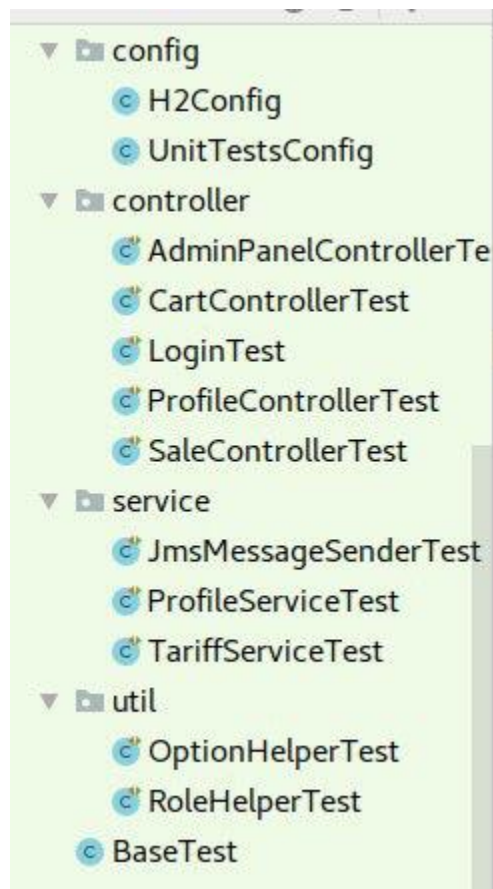 config
H2Config
UnitTestsConfig
controller
AdminPanelControllerTe
CartControllerTest
LoginTest
ProfileControllerTest
SaleControllerTest
service
JmsMessageSenderTest
ProfileServiceTest
TariffServiceTest
util
OptionHelperTest
RoleHelperTest
BaseTest